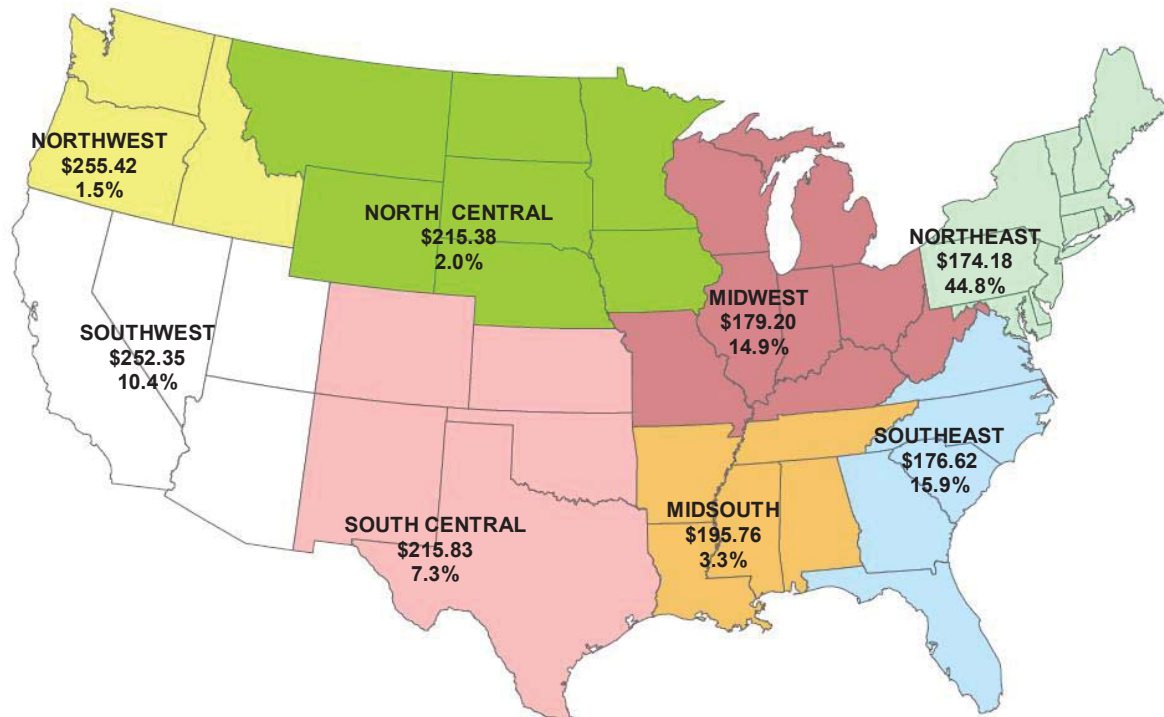 NORTHWEST
$255.42
1.5%
NORTH CENTRAL
$215.38
2.0%
NORTHEAST
$174.18
44.8%
MIDWEST
$179.20
14.9%
SOUTHWEST
$252.35
10.4%
SOUTHEAST
$176.62
15.9%
MIDSOUTH
$195.76
3.3%
SOUTH CENTRAL
$215.83
7.3%